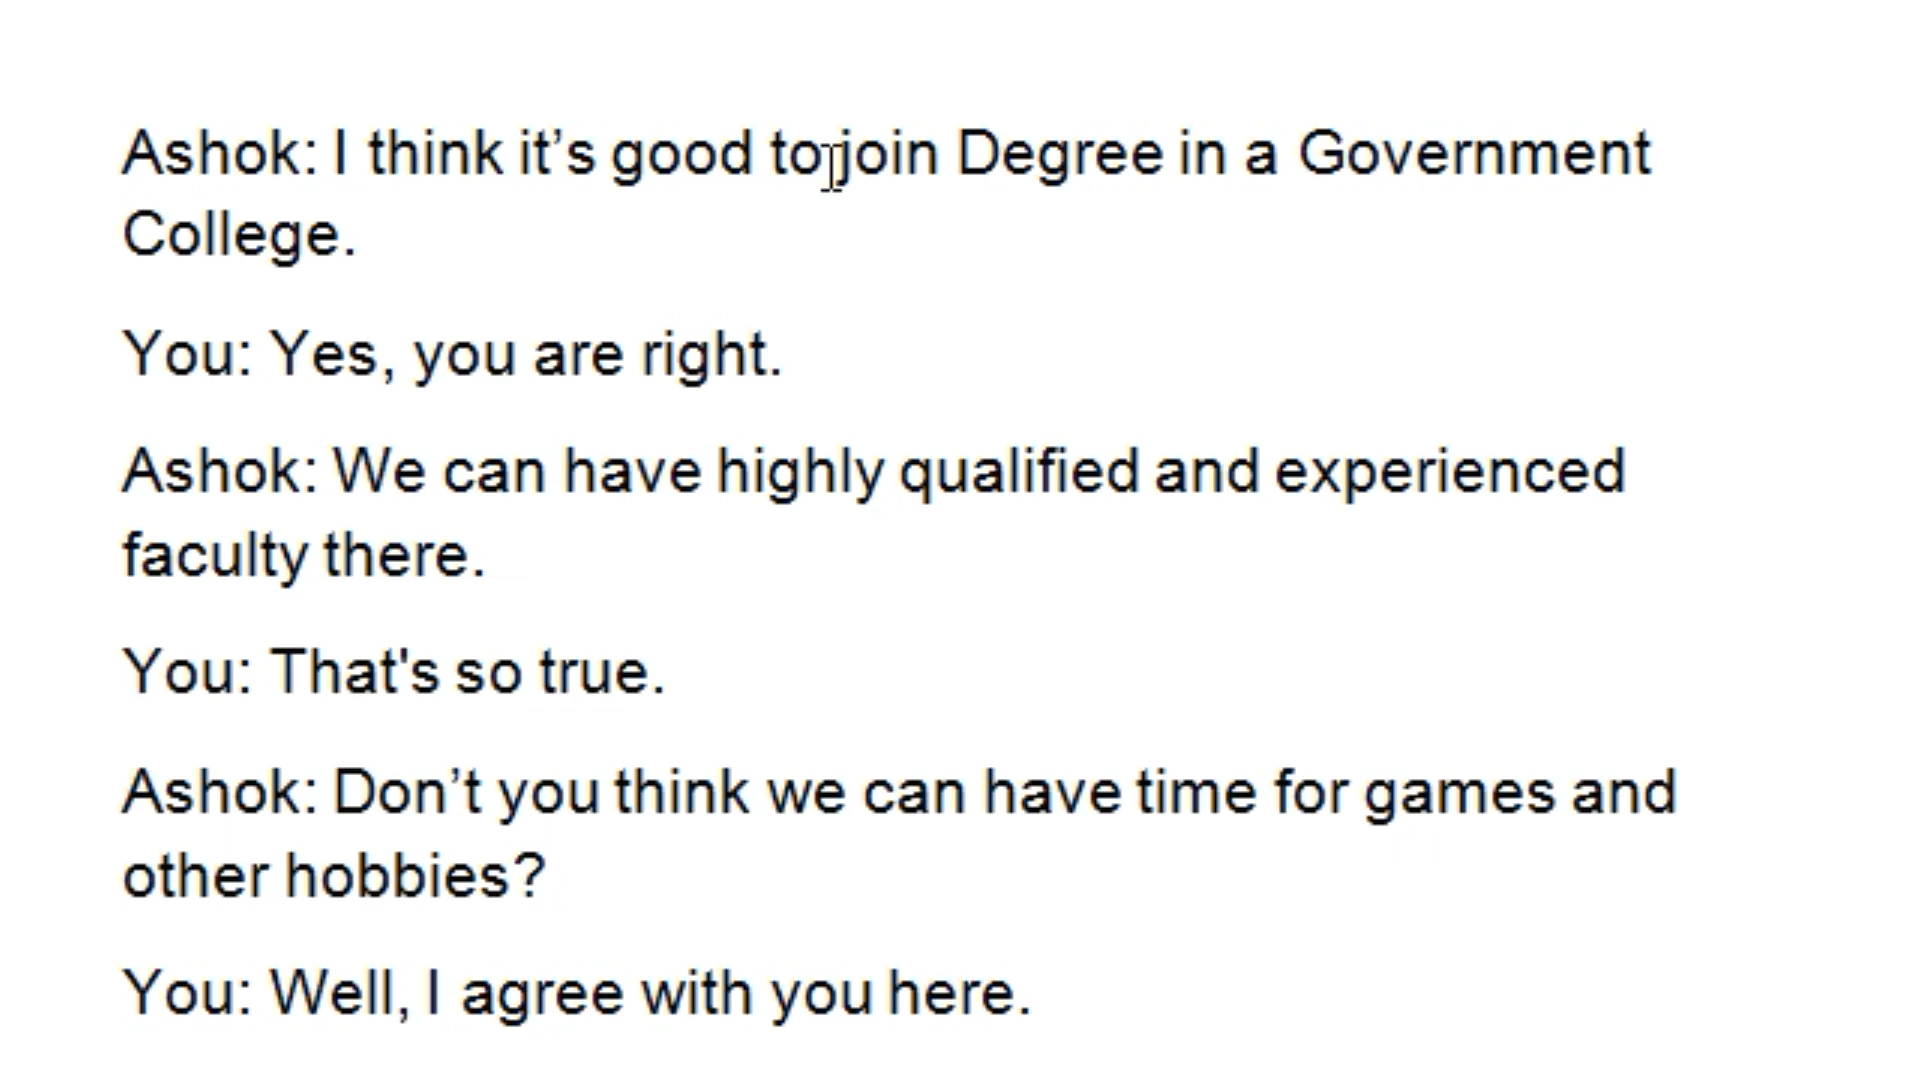 Ashok: I think it’s good to join Degree in a Government
College.
You: Yes, you are right.
Ashok: We can have highly qualified and experienced
faculty there.
You: That's so true.
Ashok: Don’t you think we can have time for games and
other hobbies?
You: Well, I agree with you here.